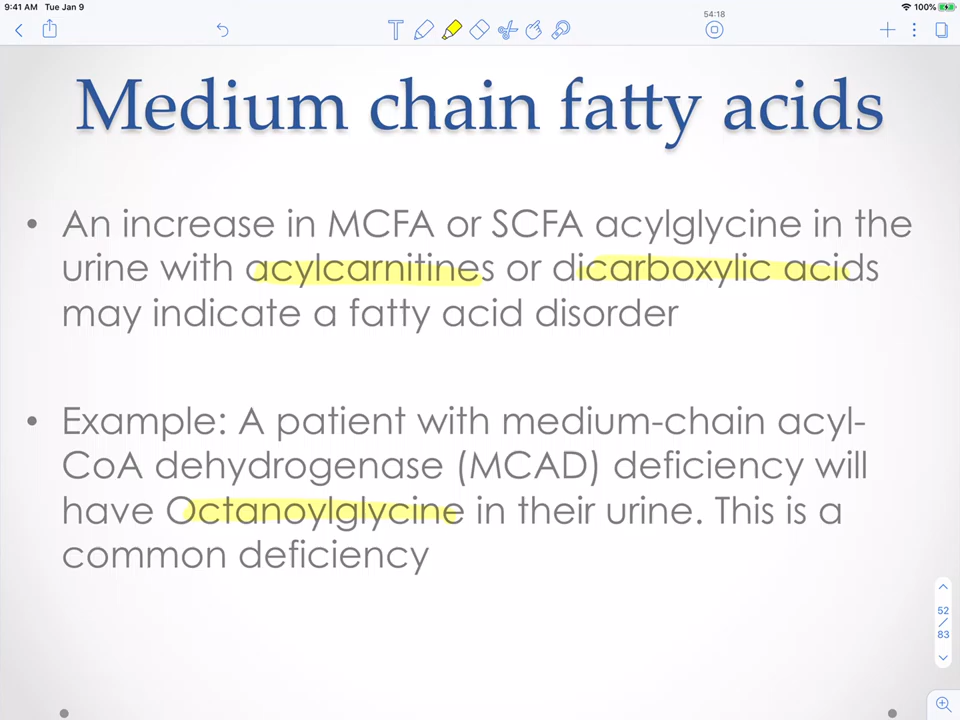 9:41 AM Tue Jan 9
100%
54:18
T
Medium chain fatty acids
• An increase in MCFA or SCFA acylglycine in the
urine with acylcarnitines or dicarboxylic acids
may indicate a fatty acid disorder
• Example: A patient with medium-chain acyl-
CoA dehydrogenase (MCAD) deficiency will
have Octanoylglycine in their urine. This is a
common deficiency
52
/
83